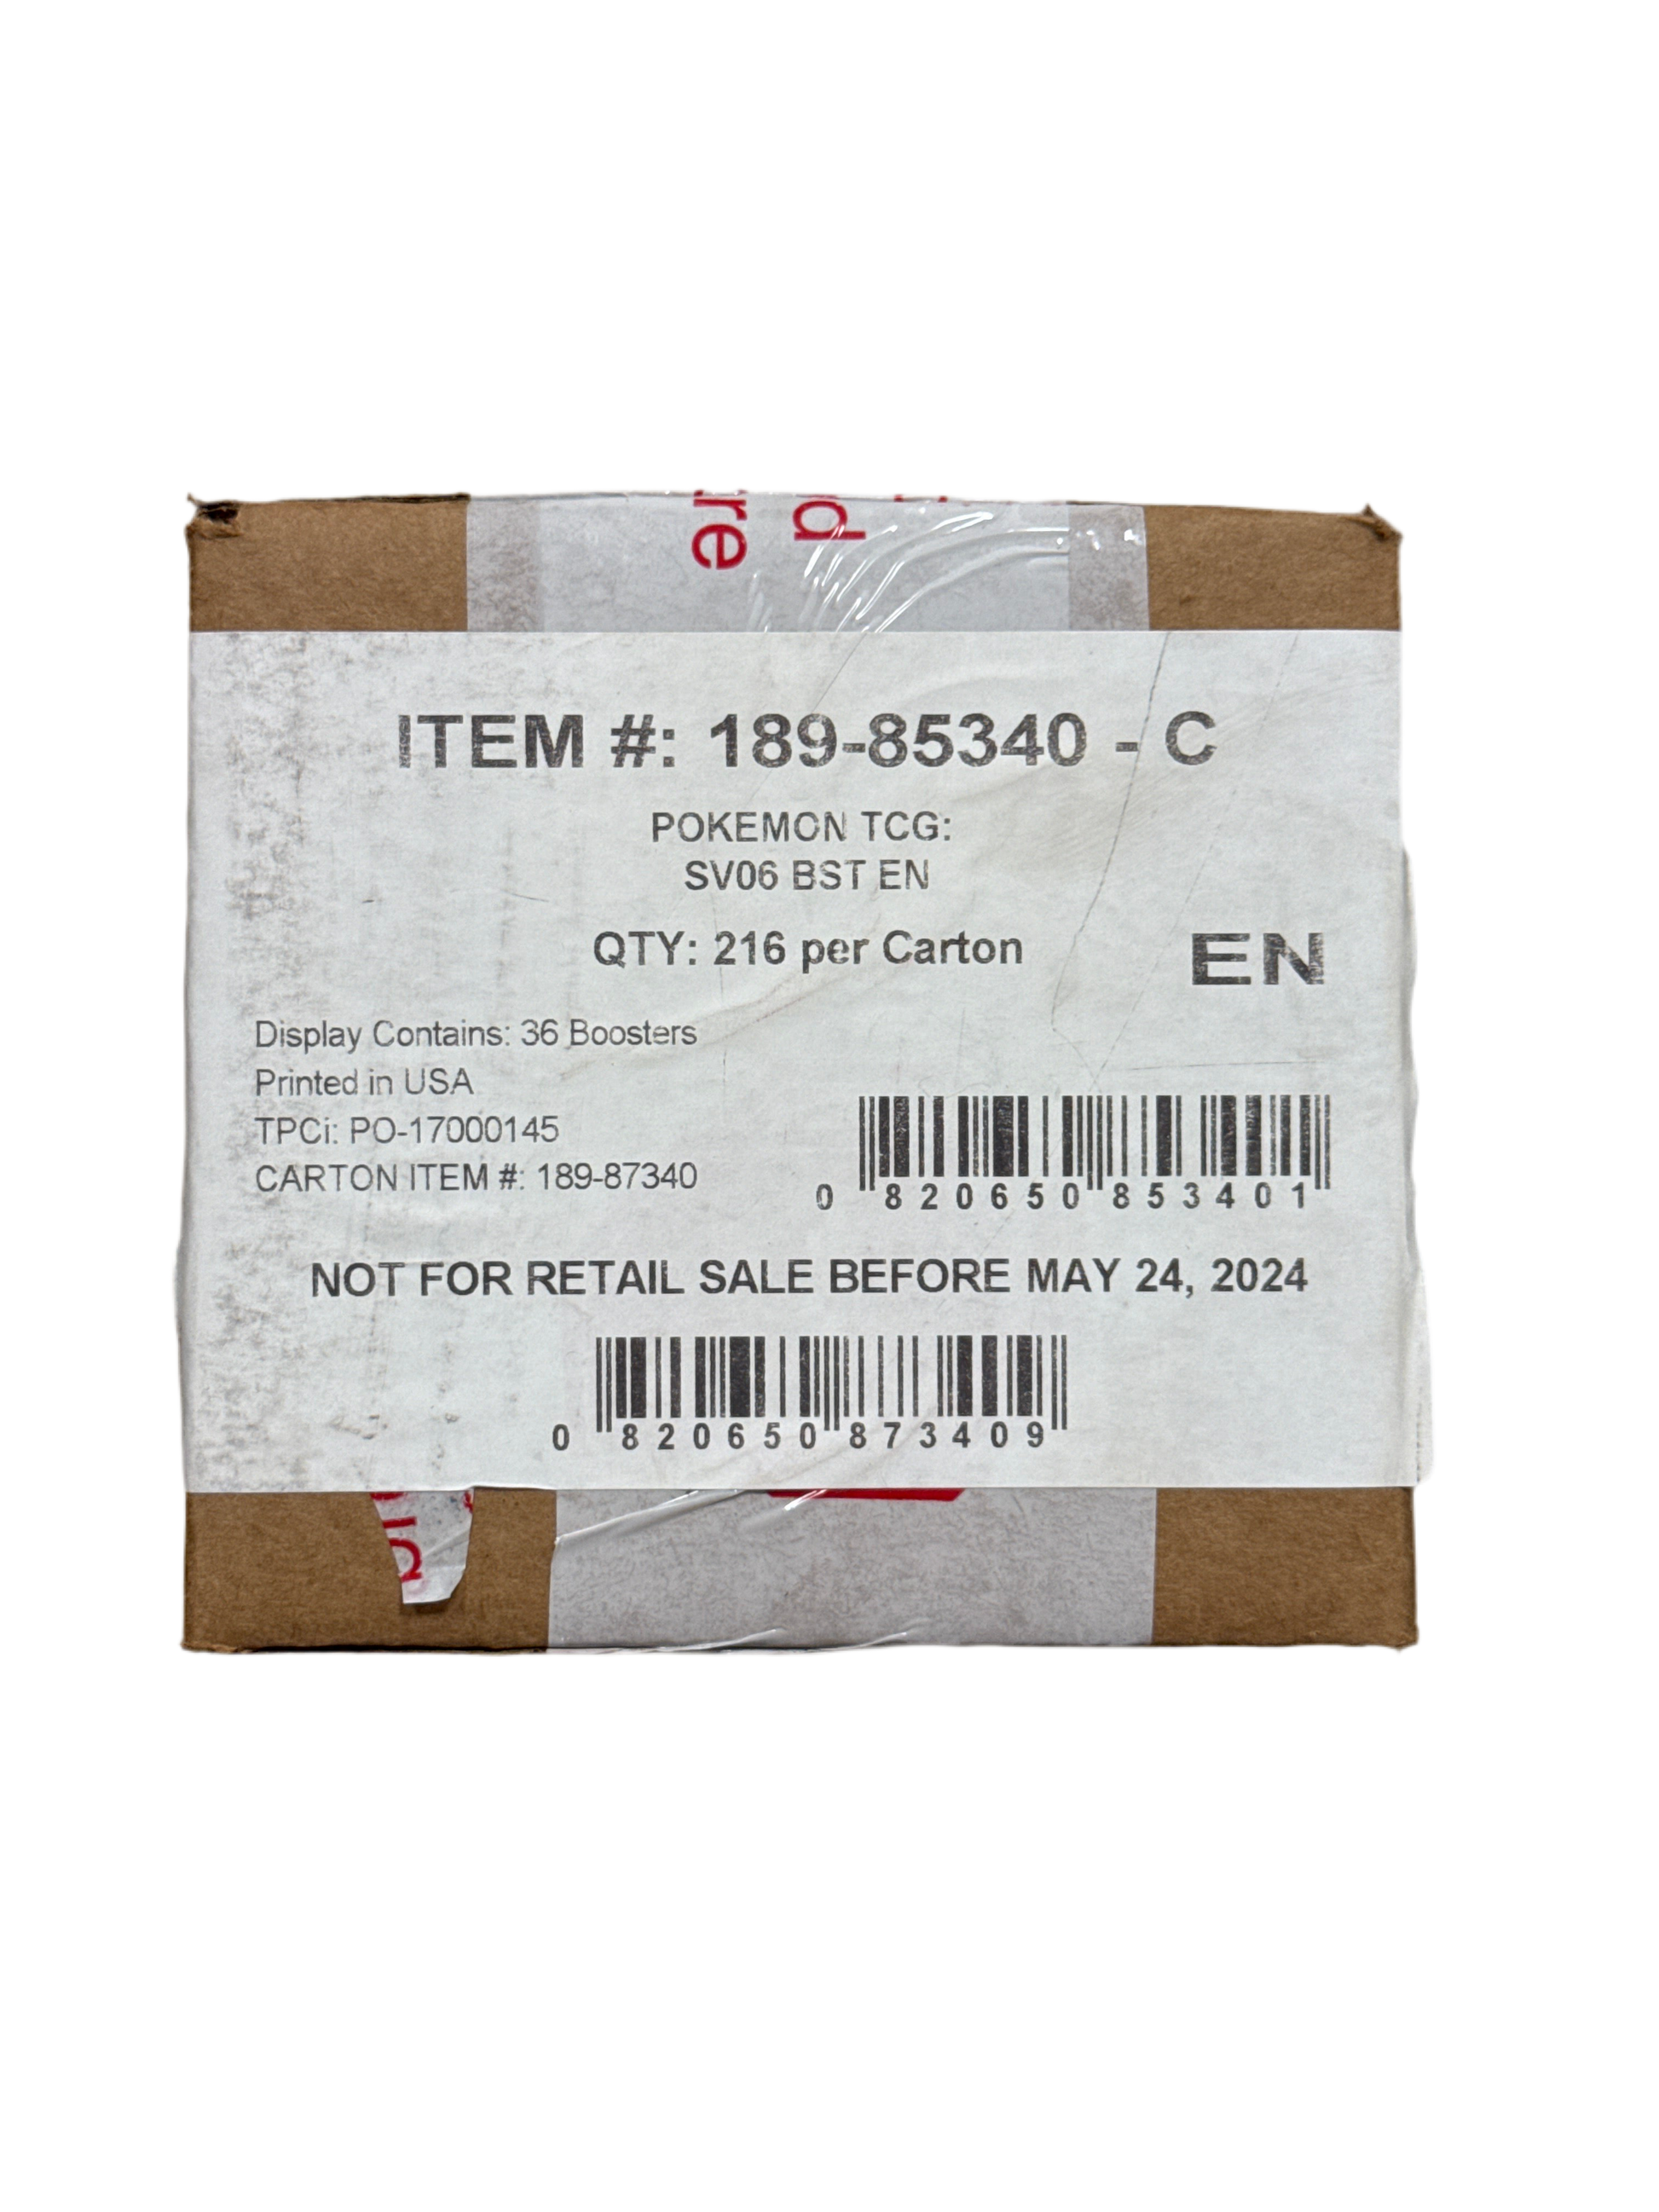 re
d
ITEM #: 189-85340 - C
POKEMON TCG:
SV06 BST EN
QTY: 216 per Carton
EN
Display Contains: 36 Boosters
Printed in USA
TPCi: PO-17000145
CARTON ITEM #: 189-87340
0 820650 853401
NOT FOR RETAIL SALE BEFORE MAY 24, 2024
0 820650 873409